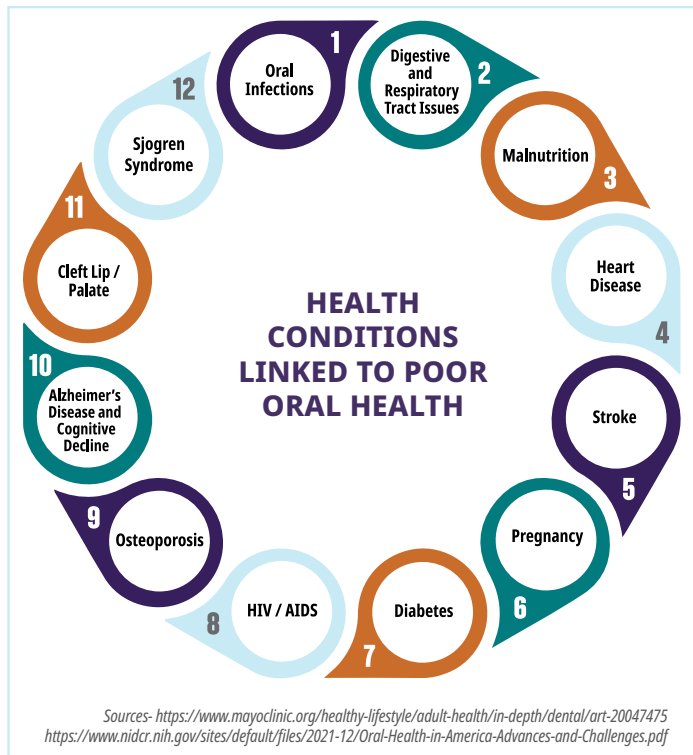 1
Oral
Infections
2
Digestive
and
Respiratory
Tract Issues
3
Malnutrition
4
Heart
Disease
5
Stroke
6
Pregnancy
7
Diabetes
8
HIV / AIDS
9
Osteoporosis
10
Alzheimer's
Disease and
Cognitive
Decline
11
Cleft Lip /
Palate
12
Sjogren
Syndrome
HEALTH
CONDITIONS
LINKED TO POOR
ORAL HEALTH
Sources- https://www.mayoclinic.org/healthy-lifestyle/adult-health/in-depth/dental/art-20047475
https://www.nidcr.nih.gov/sites/default/files/2021-12/Oral-Health-in-America-Advances-and-Challenges.pdf